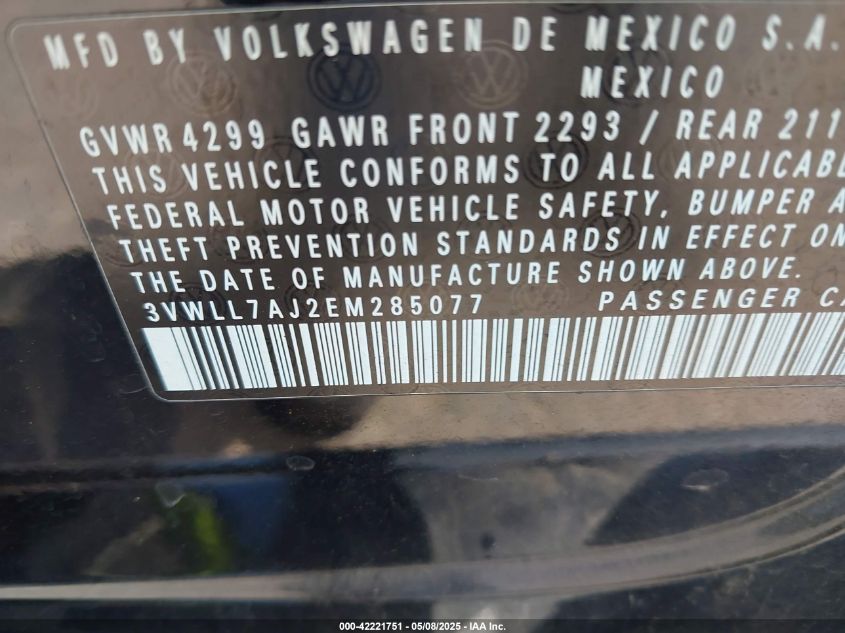 MFD BY VOLKSWAGEN DE MEXICO S.A.
MEXICO
GVWR 4299 GAWR FRONT 2293 / REAR 211
THIS VEHICLE CONFORMS TO ALL APPLICABLE
FEDERAL MOTOR VEHICLE SAFETY, BUMPER A
THEFT PREVENTION STANDARDS IN EFFECT ON
THE DATE OF MANUFACTURE SHOWN ABOVE.
3VWLL7AJ2EM285077 PASSENGER CA
000-42221751 - 05/08/2025 - IAA Inc.